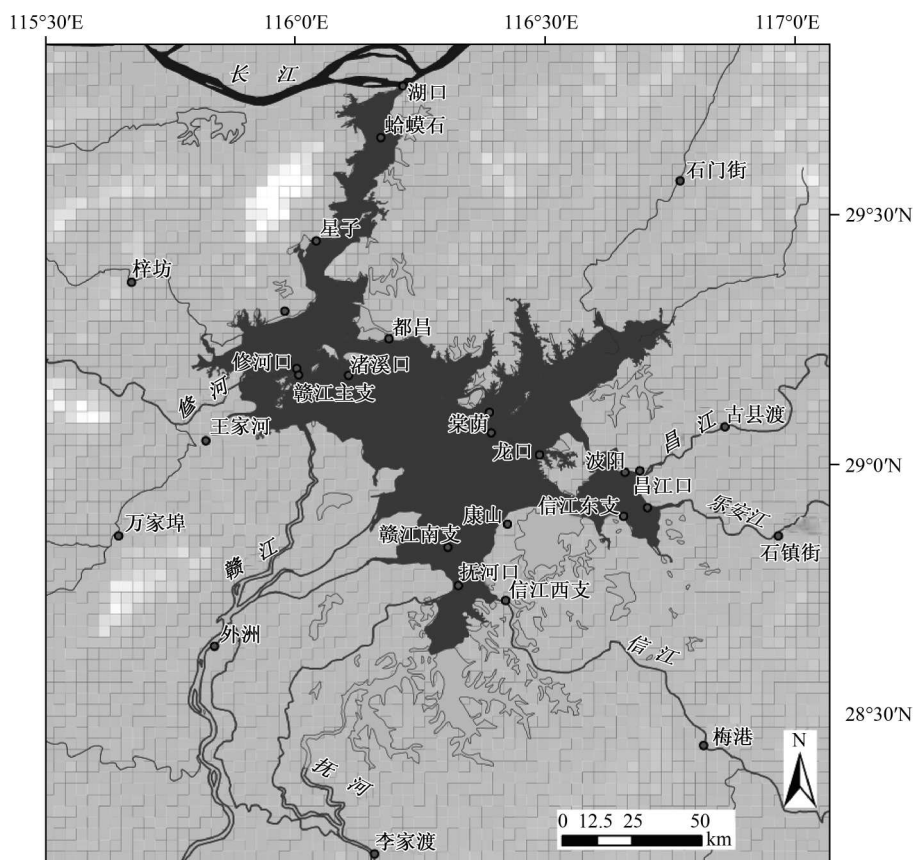 115°30′E 116°0′E 116°30′E 117°0′E
长江
湖口
蛤蟆石
石门街
29°30′N
星子
梓坊
都昌
修河口
渚溪口
修河
赣江主支
王家河
棠荫
昌江
古县渡
龙口
波阳
29°0′N
昌江口
康山
信江东支
乐安江
万家埠
赣江南支
石镇街
赣江
抚河口
信江西支
外洲
信江
28°30′N
梅港
N
抚河
0 12.5 25 50
km
李家渡